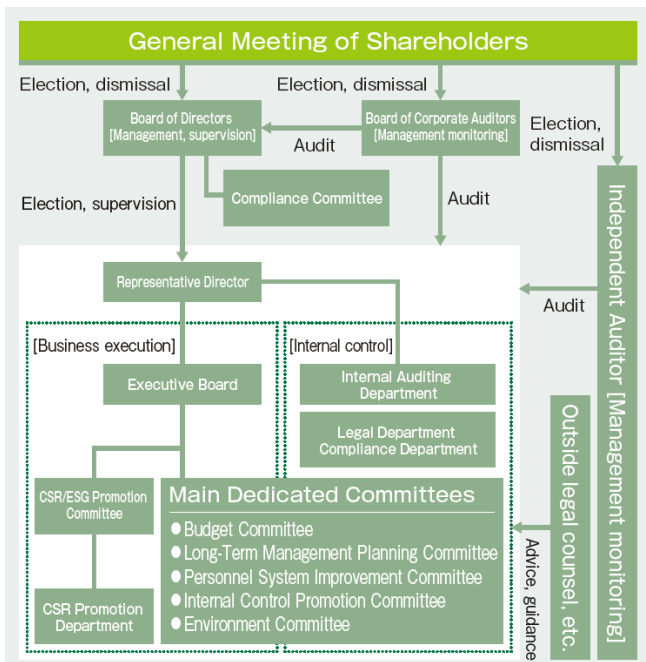 General Meeting of Shareholders
Election, dismissal
Election, dismissal
Election,
dismissal
Board of Directors
[Management, supervision]
Audit
Board of Corporate Auditors
[Management monitoring]
Compliance Committee
Election, supervision
Audit
Independent Auditor [Management monitoring]
Representative Director
Audit
[Business execution]
[Internal control]
Executive Board
Internal Auditing
Department
Legal Department
Compliance Department
Outside legal counsel, etc.
CSR/ESG Promotion
Committee
CSR Promotion
Department
Main Dedicated Committees
●Budget Committee
●Long-Term Management Planning Committee
●Personnel System Improvement Committee
●Internal Control Promotion Committee
●Environment Committee
Advice, guidance